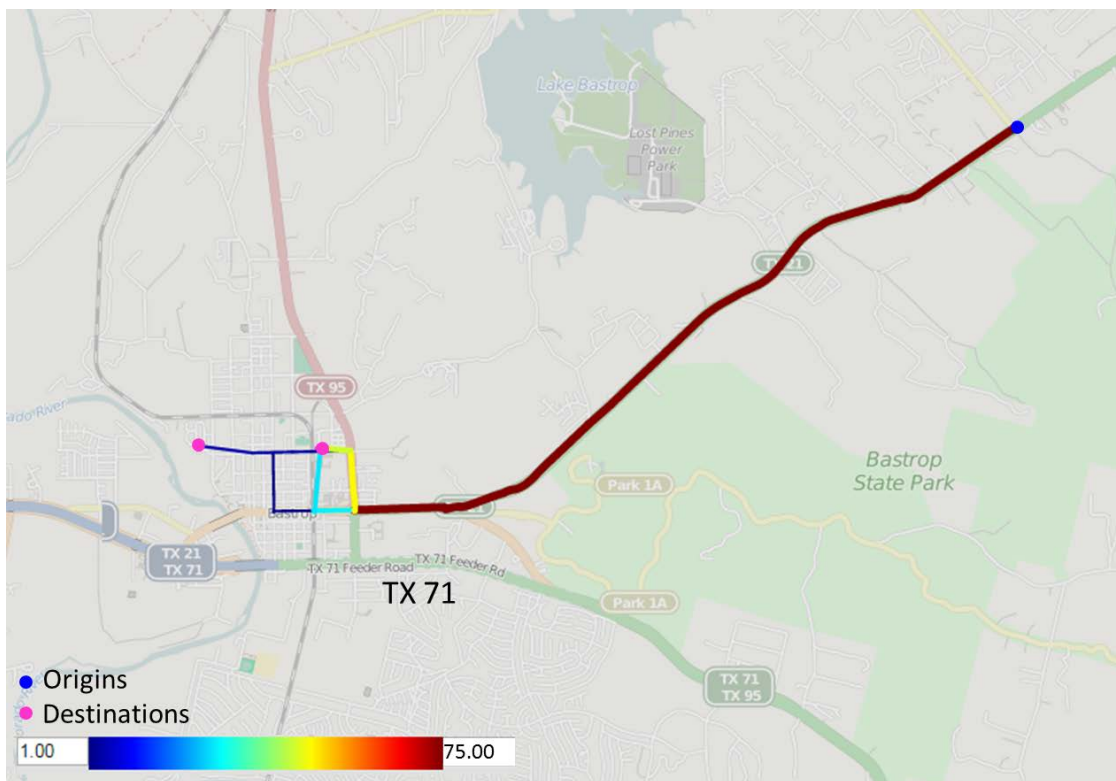 Lake Bastrop
Lost Pines
Power
Park
TX 21
TX 95
Bastrop
State Park
Park 1A
Bastrop
TX 21
TX 71
TX 71 Feeder Road
TX 71 Feeder Rd
TX 71
Park 1A
TX 71
TX 95
Origins
Destinations
1.00
75.00